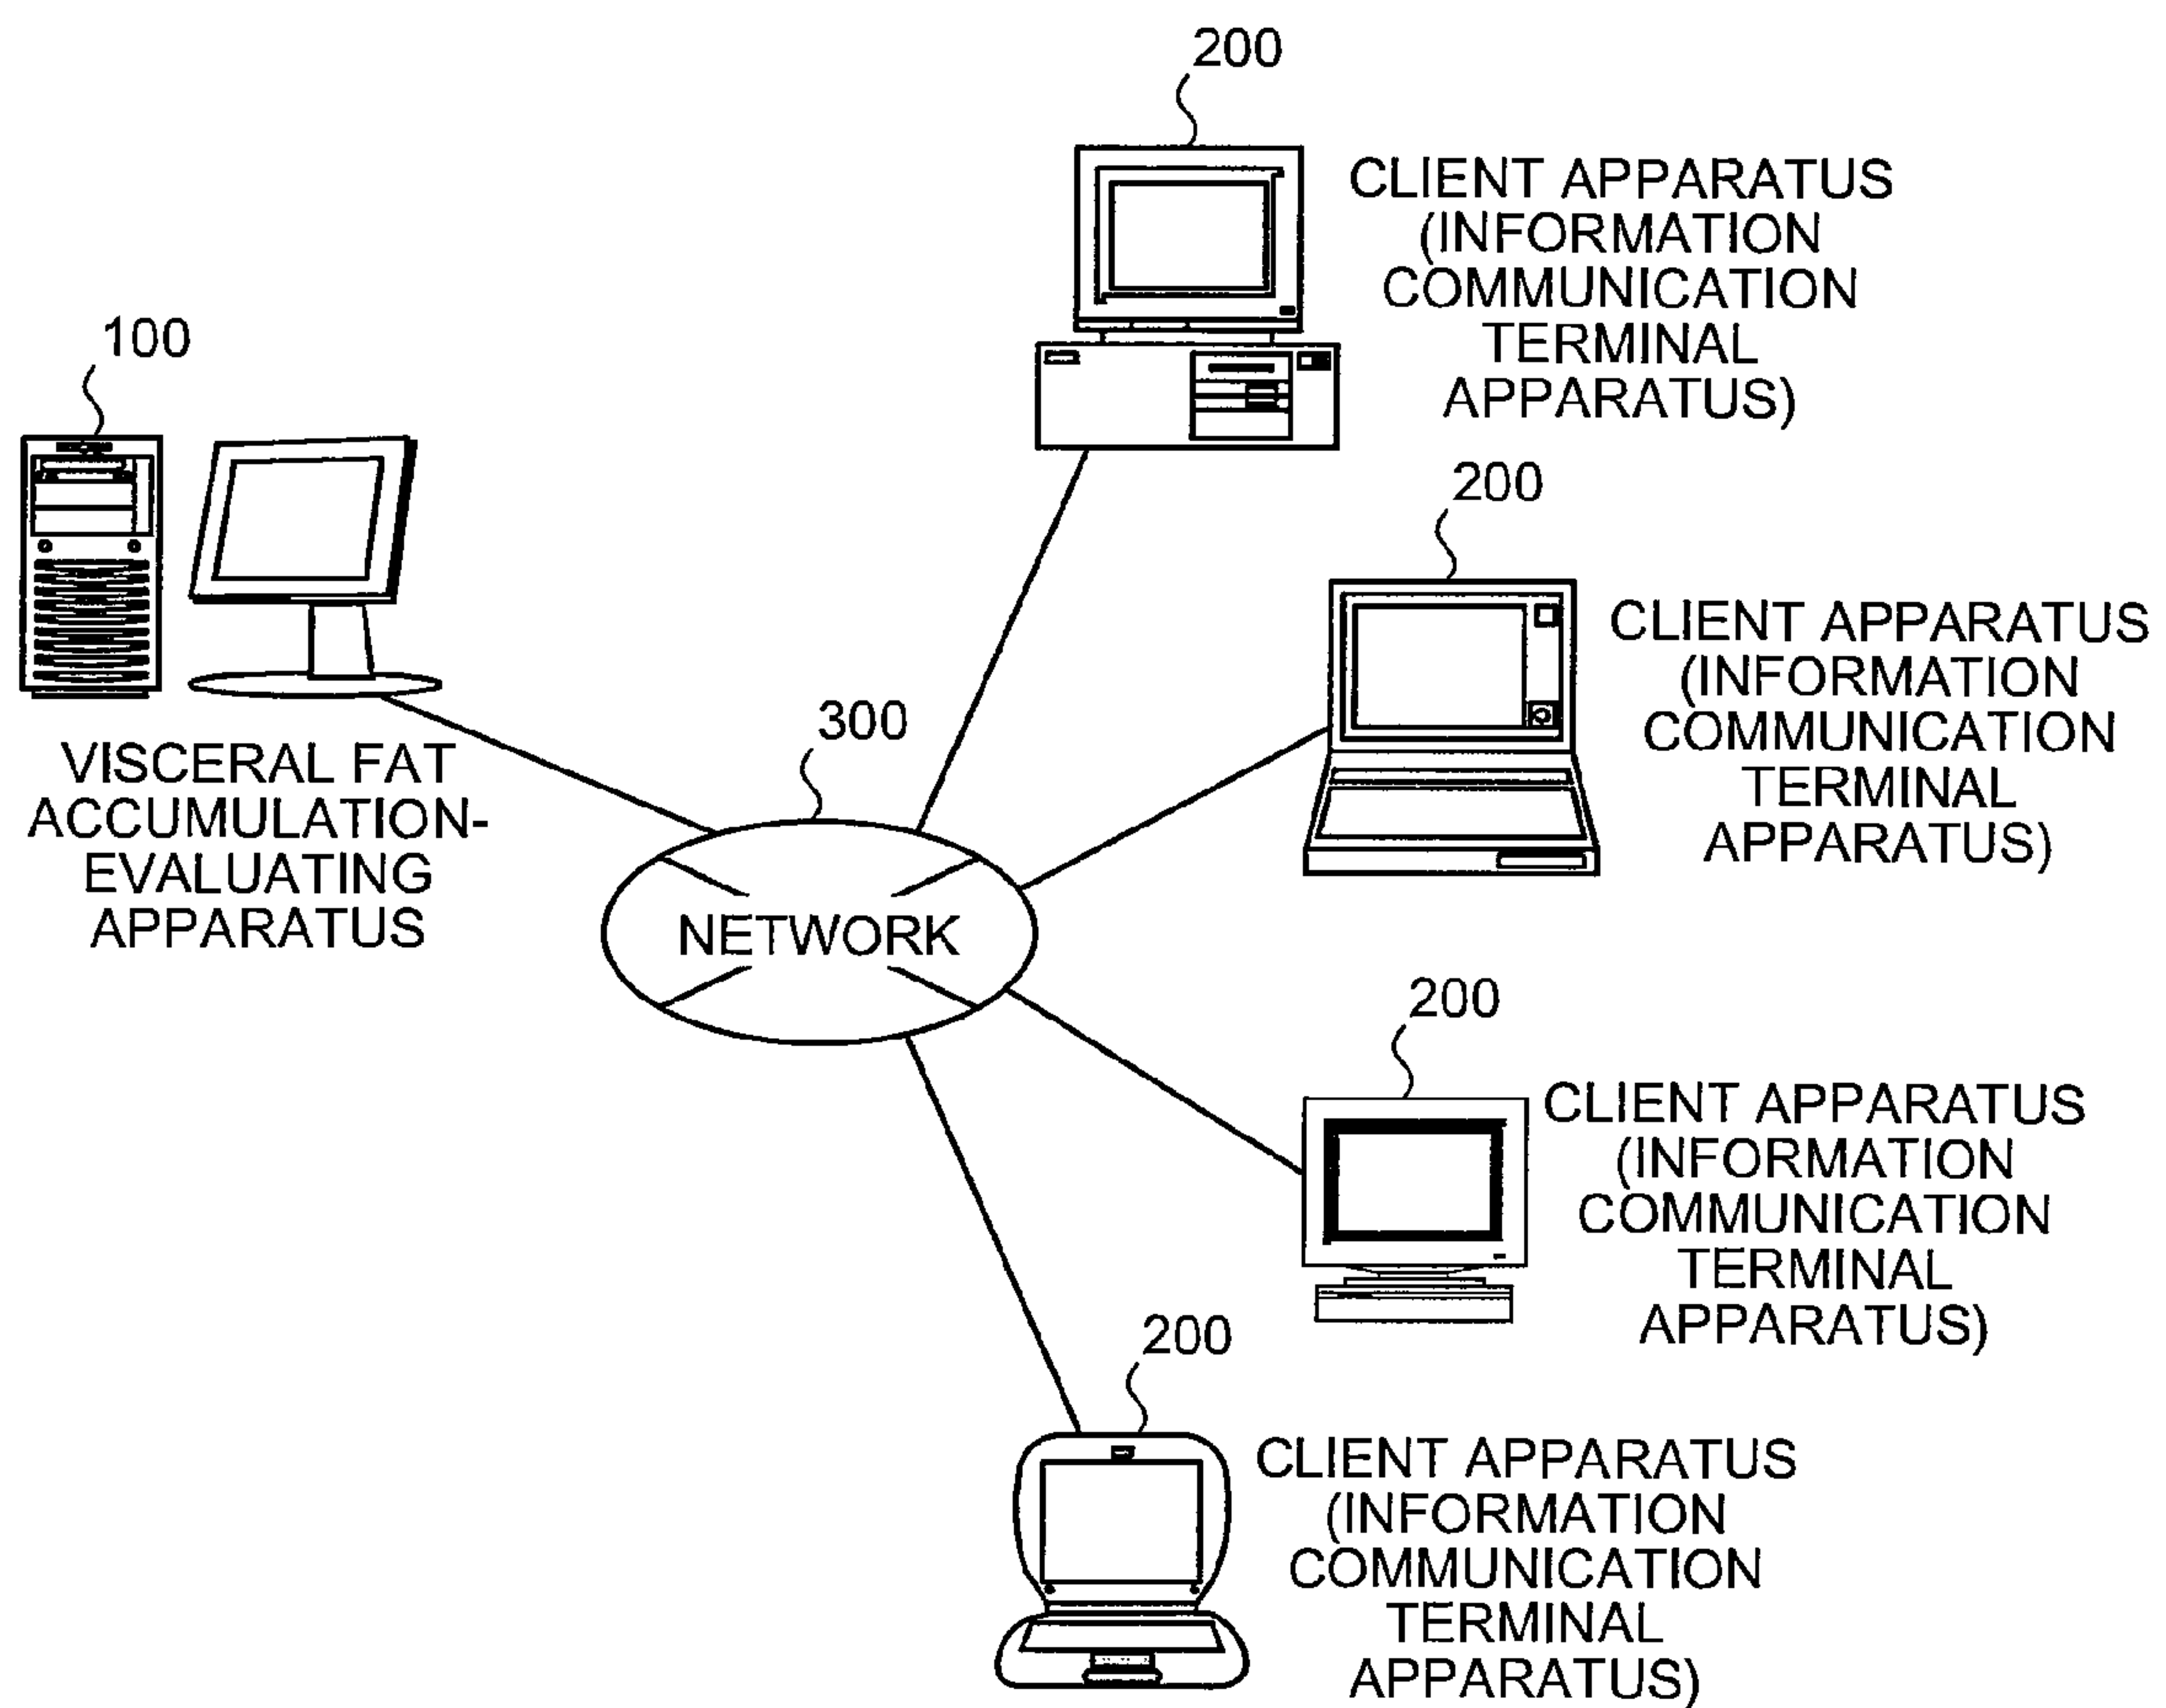 200
CLIENT APPARATUS
(INFORMATION
COMMUNICATION
TERMINAL
APPARATUS)
100
VISCERAL FAT
ACCUMULATION-
EVALUATING
APPARATUS
200
CLIENT APPARATUS
(INFORMATION
COMMUNICATION
TERMINAL
APPARATUS)
300
NETWORK
200
CLIENT APPARATUS
(INFORMATION
COMMUNICATION
TERMINAL
APPARATUS)
200
CLIENT APPARATUS
(INFORMATION
COMMUNICATION
TERMINAL
APPARATUS)